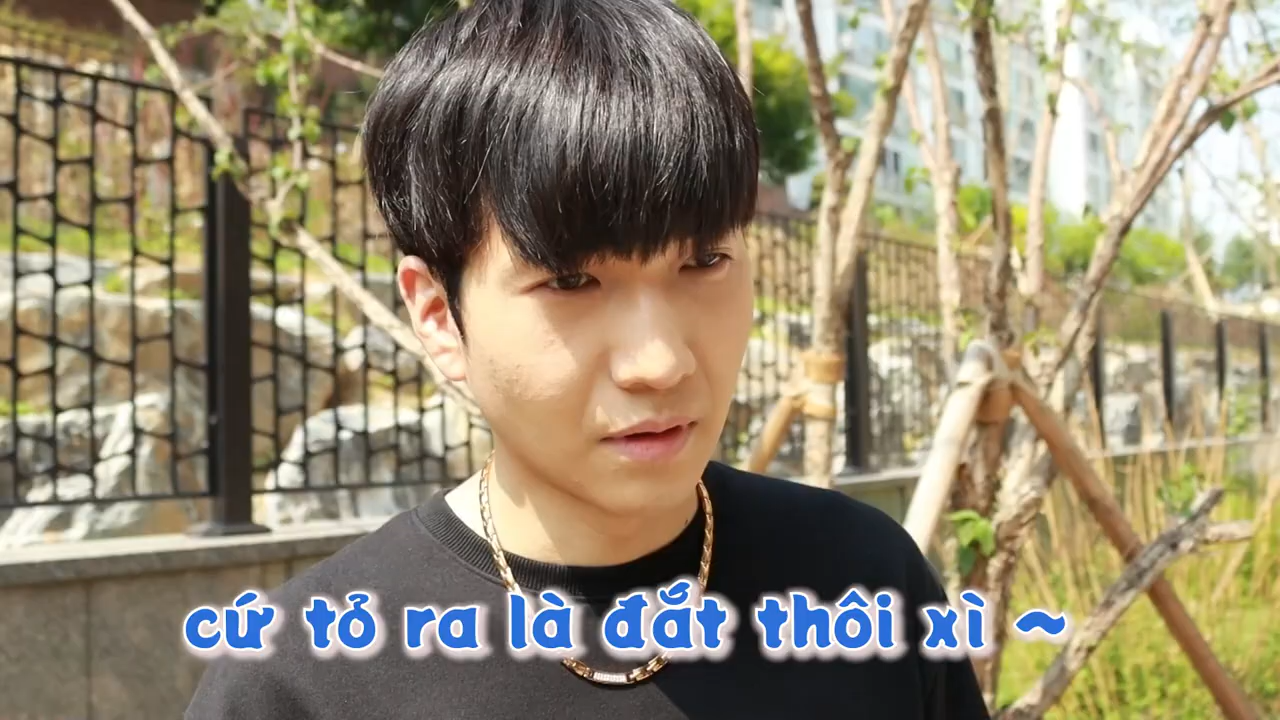 cứ tỏ ra là đắt thôi xì ~